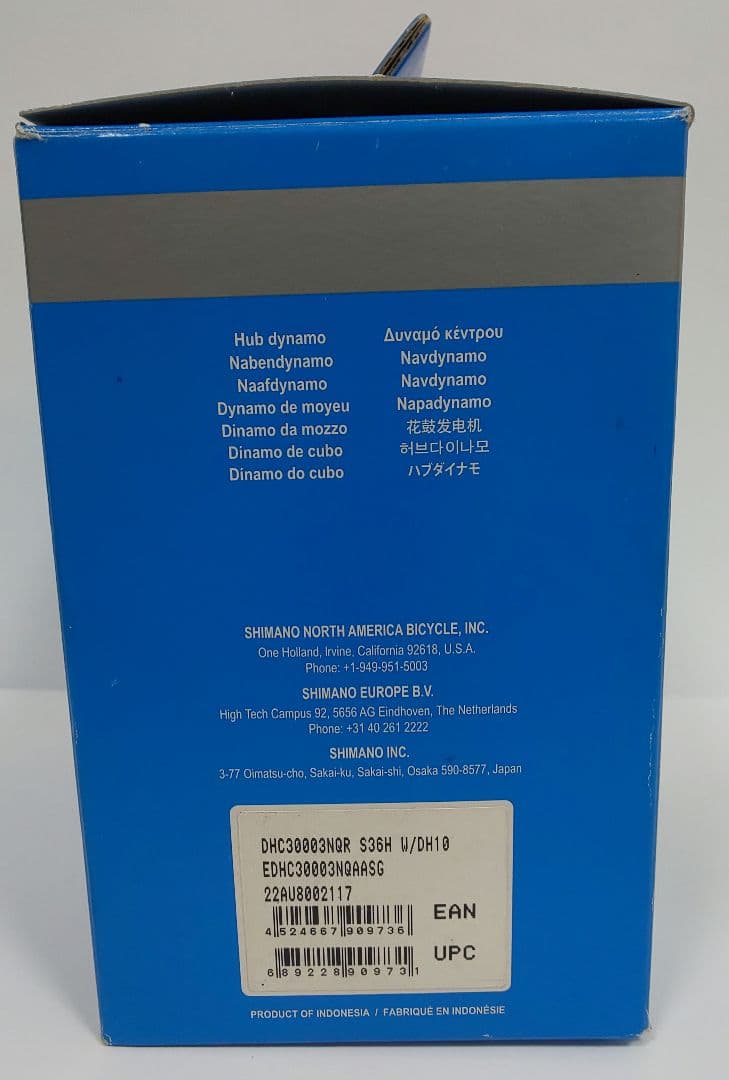 Hub dynamo
Nabendynamo
Naafdynamo
Dynamo de moyeu
Dinamo da mozzo
Dinamo de cubo
Dinamo do cubo
Δυναμό κέντρου
Navdynamo
Navdynamo
Napadynamo
花鼓发电机
허브다이나모
ハブダイナモ
SHIMANO NORTH AMERICA BICYCLE, INC.
One Holland, Irvine, California 92618, U.S.A.
Phone: +1-949-951-5003
SHIMANO EUROPE B.V.
High Tech Campus 92, 5656 AG Eindhoven, The Netherlands
Phone: +31 40 261 2222
SHIMANO INC.
3-77 Oimatsu-cho, Sakai-ku, Sakai-shi, Osaka 590-8577, Japan
DHC30003NQR S36H W/DH10
EDHC30003NQAASG
22AU8002117
4 524667 909736
EAN
6 89228 90973 1
UPC
PRODUCT OF INDONESIA / FABRIQUÉ EN INDONÉSIE